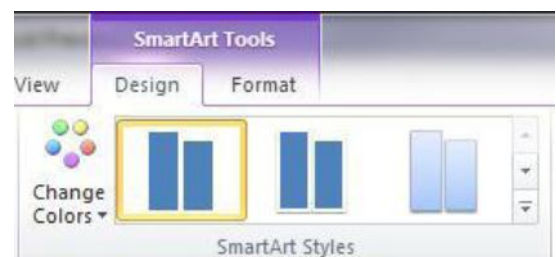 SmartArt Tools
View Design Format
Change
Colors
SmartArt Styles